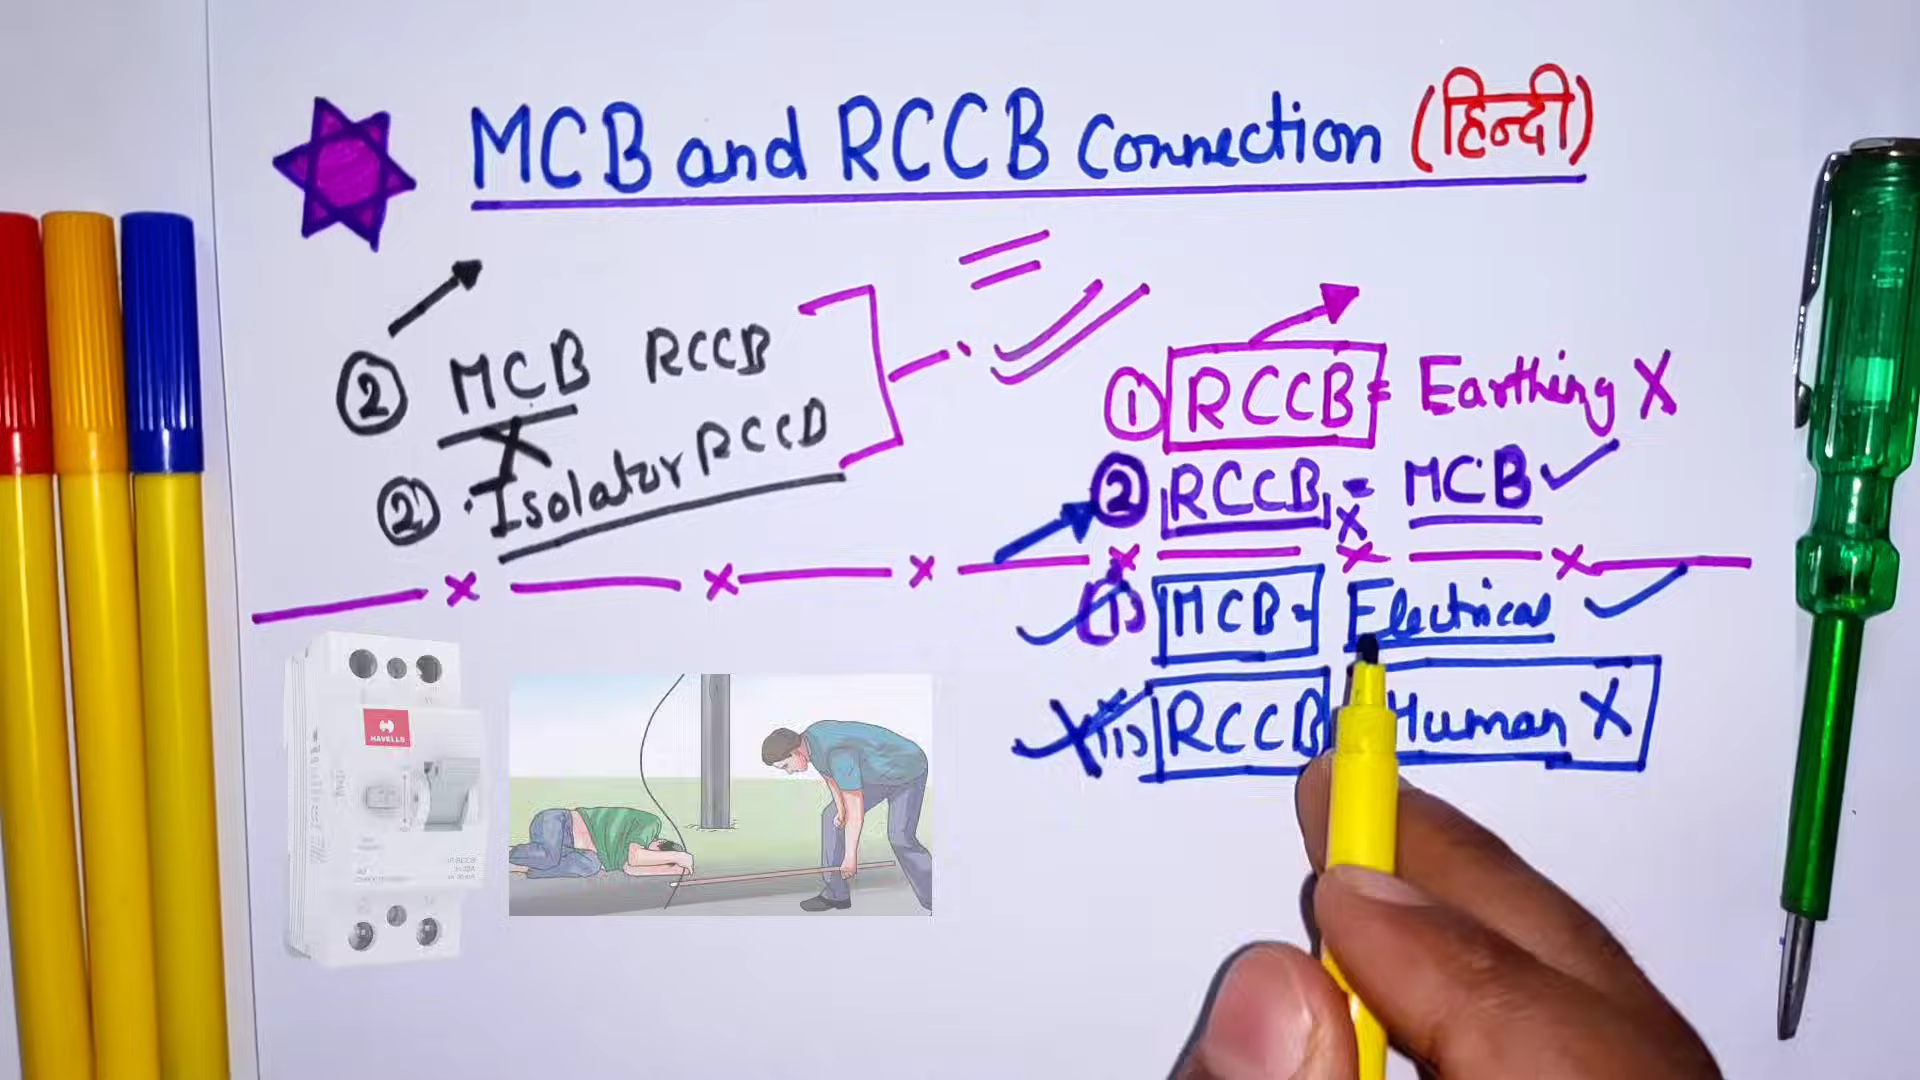 MCB and RCCB Connection (हिन्दी)
② MCB RCCB
② Isolator RCCB
① RCCB = Earthing X
② RCCB = MCB ✓
(i) MCB = Electrical ✓
(ii) RCCB Human X
HAVELLS